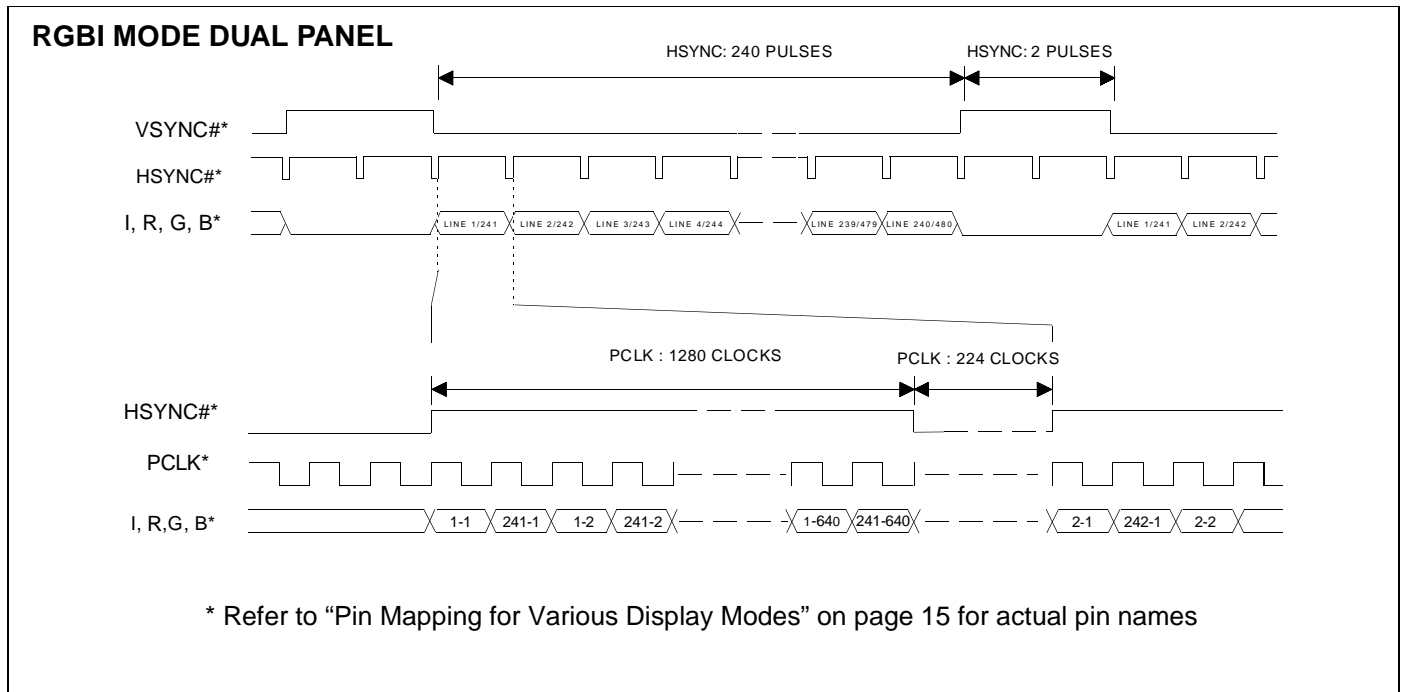 RGBI MODE DUAL PANEL
HSYNC: 240 PULSES
HSYNC: 2 PULSES
VSYNC#*
HSYNC#*
I, R, G, B*
LINE 1/241
LINE 2/242
LINE 3/243
LINE 4/244
LINE 239/479
LINE 240/480
LINE 1/241
LINE 2/242
PCLK : 1280 CLOCKS
PCLK : 224 CLOCKS
HSYNC#*
PCLK*
I, R,G, B*
1-1
241-1
1-2
241-2
1-640
241-640
2-1
242-1
2-2
* Refer to “Pin Mapping for Various Display Modes” on page 15 for actual pin names